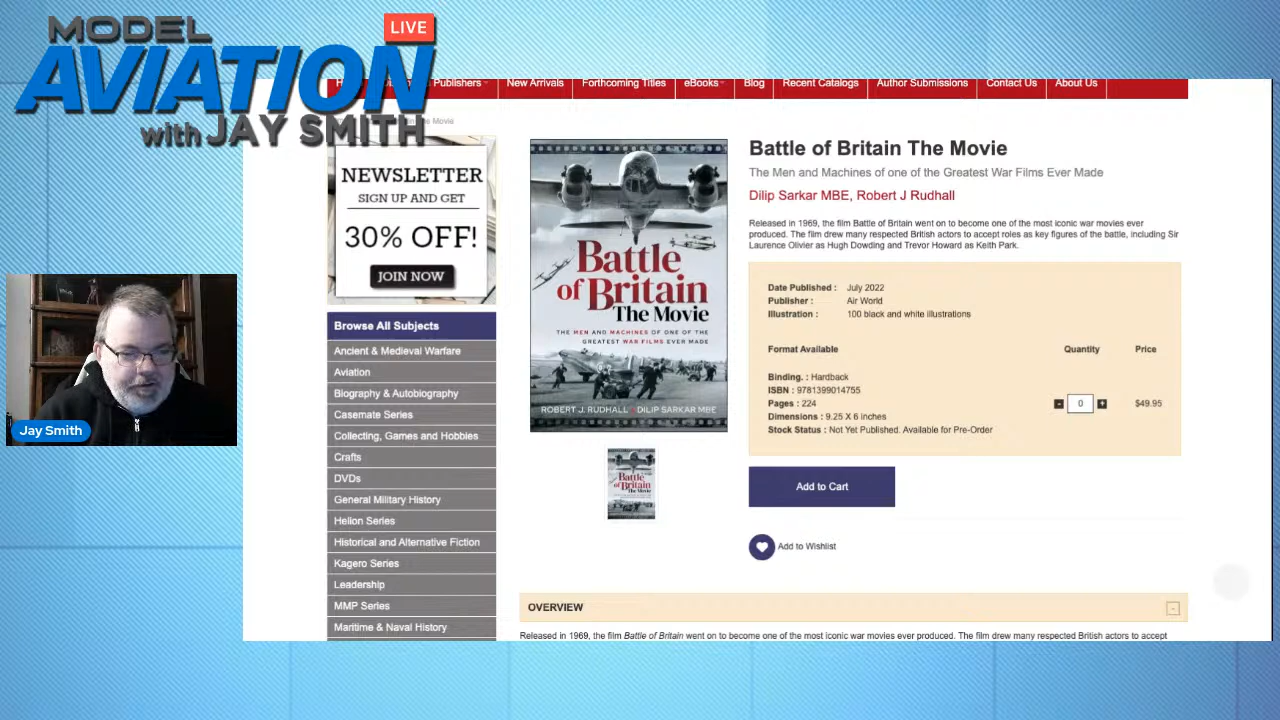 MODEL
LIVE
AVIATION
with JAY SMITH
Publishers
New Arrivals
Forthcoming Titles
eBooks
Blog
Recent Catalogs
Author Submissions
Contact Us
About Us
The Movie
NEWSLETTER
SIGN UP AND GET
30% OFF!
JOIN NOW
Browse All Subjects
Ancient & Medieval Warfare
Aviation
Biography & Autobiography
Casemate Series
Collecting, Games and Hobbies
Crafts
DVDs
General Military History
Helion Series
Historical and Alternative Fiction
Kagero Series
Leadership
MMP Series
Maritime & Naval History
Battle
of Britain
The Movie
THE MEN AND MACHINES OF ONE OF THE
GREATEST WAR FILMS EVER MADE
ROBERT J. RUDHALL DILIP SARKAR MBE
Battle
of Britain
The Movie
Battle of Britain The Movie
The Men and Machines of one of the Greatest War Films Ever Made
Dilip Sarkar MBE, Robert J Rudhall
Released in 1969, the film Battle of Britain went on to become one of the most iconic war movies ever
produced. The film drew many respected British actors to accept roles as key figures of the battle, including Sir
Laurence Olivier as Hugh Dowding and Trevor Howard as Keith Park.
Date Published : July 2022
Publisher : Air World
Illustration : 100 black and white illustrations
Format Available Quantity Price
Binding. : Hardback
ISBN : 9781399014755
Pages : 224
Dimensions : 9.25 X 6 inches
Stock Status : Not Yet Published. Available for Pre-Order
- 0 + $49.95
Add to Cart
Add to Wishlist
OVERVIEW -
Released in 1969, the film Battle of Britain went on to become one of the most iconic war movies ever produced. The film drew many respected British actors to accept
Jay Smith